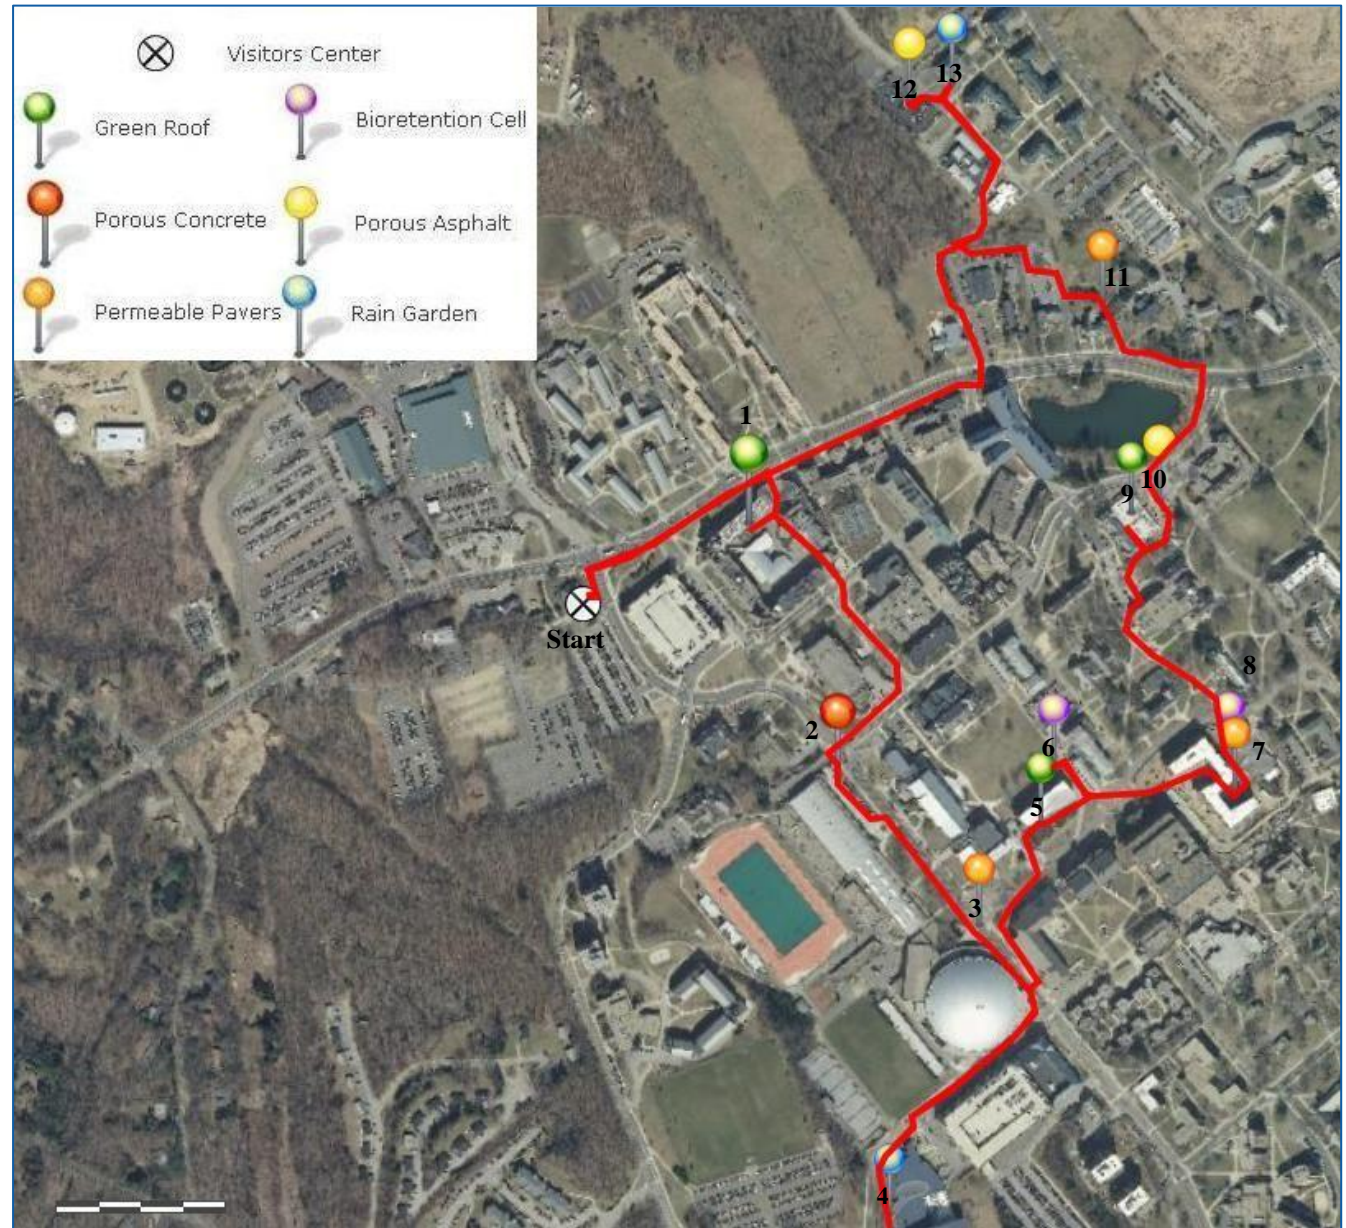 Visitors Center
Green Roof
Bioretention Cell
Porous Concrete
Porous Asphalt
Permeable Pavers
Rain Garden
13
12
11
1
10
9
Start
8
2
6
7
5
3
4